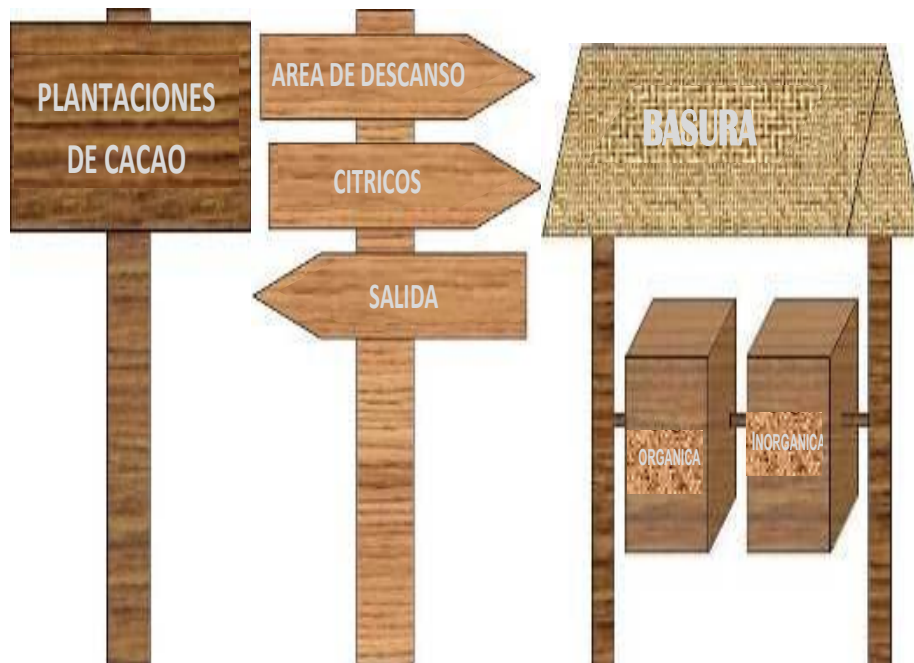 PLANTACIONES
DE CACAO
AREA DE DESCANSO
CITRICOS
SALIDA
BASURA
ORGANICA
INORGANICA